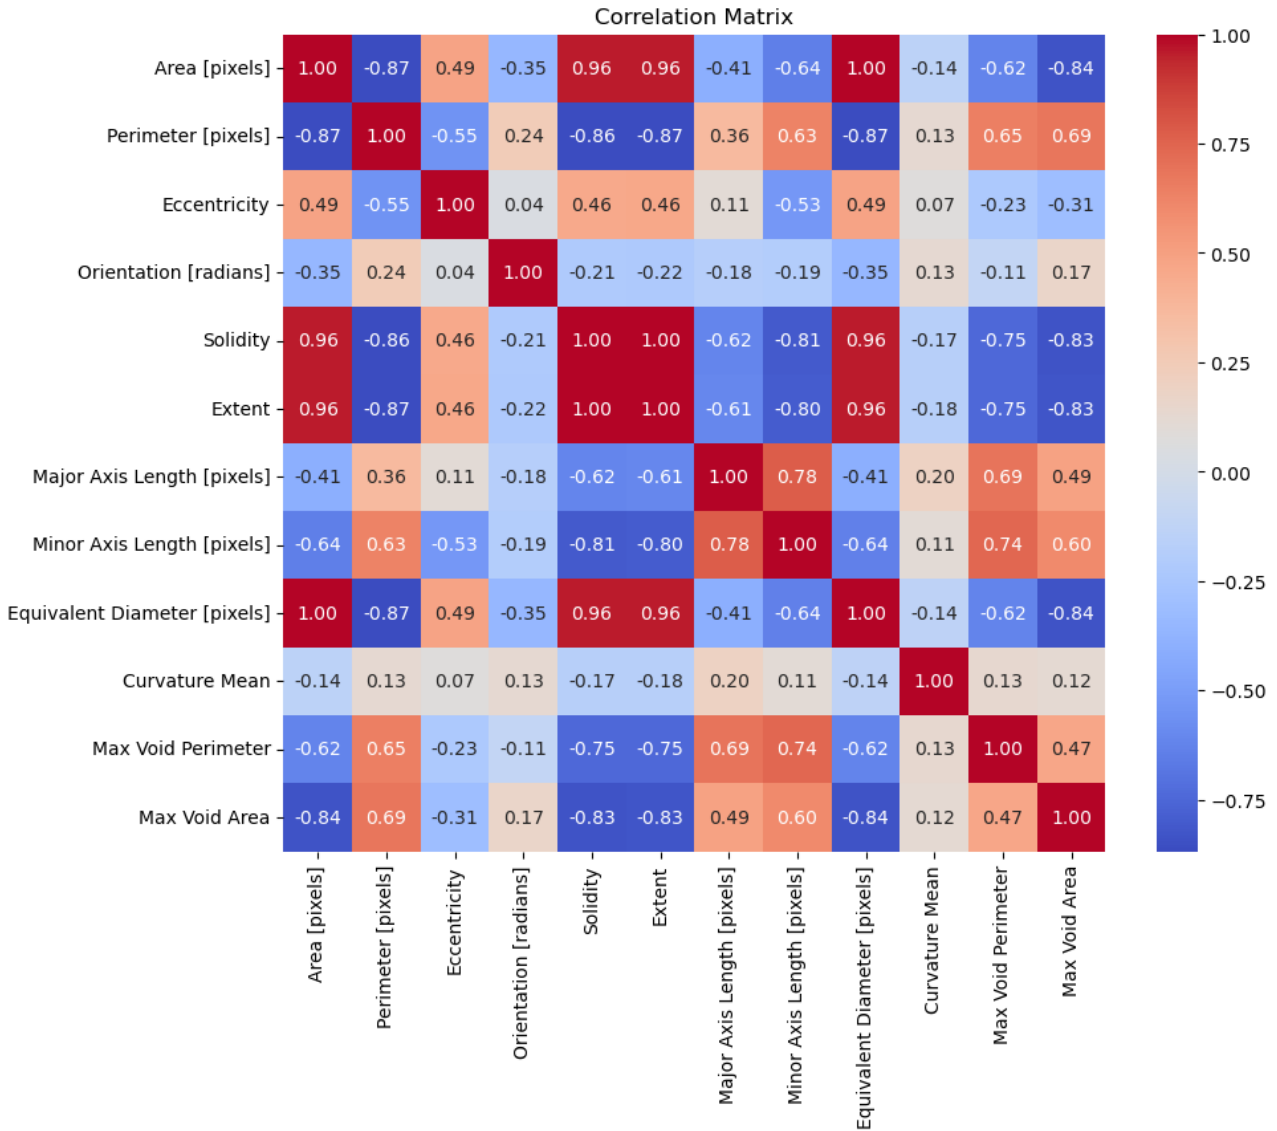 Correlation Matrix
Area [pixels] 1.00 -0.87 0.49 -0.35 0.96 0.96 -0.41 -0.64 1.00 -0.14 -0.62 -0.84
Perimeter [pixels] -0.87 1.00 -0.55 0.24 -0.86 -0.87 0.36 0.63 -0.87 0.13 0.65 0.69
Eccentricity 0.49 -0.55 1.00 0.04 0.46 0.46 0.11 -0.53 0.49 0.07 -0.23 -0.31
Orientation [radians] -0.35 0.24 0.04 1.00 -0.21 -0.22 -0.18 -0.19 -0.35 0.13 -0.11 0.17
Solidity 0.96 -0.86 0.46 -0.21 1.00 1.00 -0.62 -0.81 0.96 -0.17 -0.75 -0.83
Extent 0.96 -0.87 0.46 -0.22 1.00 1.00 -0.61 -0.80 0.96 -0.18 -0.75 -0.83
Major Axis Length [pixels] -0.41 0.36 0.11 -0.18 -0.62 -0.61 1.00 0.78 -0.41 0.20 0.69 0.49
Minor Axis Length [pixels] -0.64 0.63 -0.53 -0.19 -0.81 -0.80 0.78 1.00 -0.64 0.11 0.74 0.60
Equivalent Diameter [pixels] 1.00 -0.87 0.49 -0.35 0.96 0.96 -0.41 -0.64 1.00 -0.14 -0.62 -0.84
Curvature Mean -0.14 0.13 0.07 0.13 -0.17 -0.18 0.20 0.11 -0.14 1.00 0.13 0.12
Max Void Perimeter -0.62 0.65 -0.23 -0.11 -0.75 -0.75 0.69 0.74 -0.62 0.13 1.00 0.47
Max Void Area -0.84 0.69 -0.31 0.17 -0.83 -0.83 0.49 0.60 -0.84 0.12 0.47 1.00
Area [pixels]
Perimeter [pixels]
Eccentricity
Orientation [radians]
Solidity
Extent
Major Axis Length [pixels]
Minor Axis Length [pixels]
Equivalent Diameter [pixels]
Curvature Mean
Max Void Perimeter
Max Void Area
1.00
0.75
0.50
0.25
0.00
−0.25
−0.50
−0.75